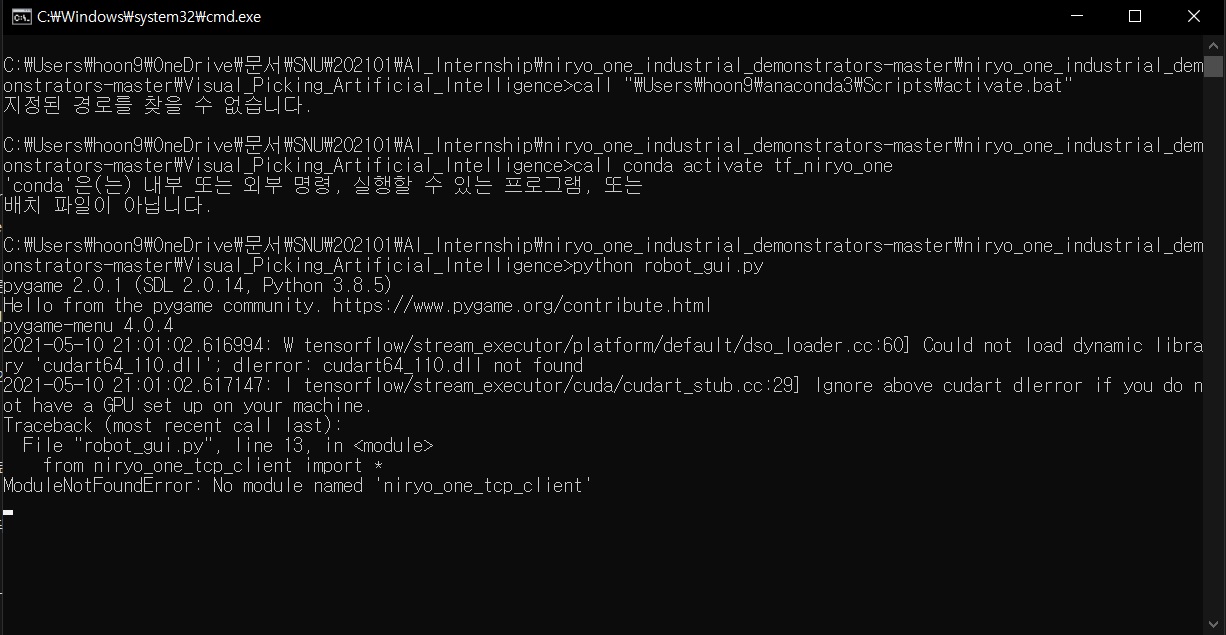 C:₩Windows₩system32₩cmd.exe
C:₩Users₩hoon9₩OneDrive₩문서₩SNU₩202101₩AI_Internship₩niryo_one_industrial_demonstrators-master₩niryo_one_industrial_dem
onstrators-master₩Visual_Picking_Artificial_Intelligence>call "₩Users₩hoon9₩anaconda3₩Scripts₩activate.bat"
지정된 경로를 찾을 수 없습니다.
C:₩Users₩hoon9₩OneDrive₩문서₩SNU₩202101₩AI_Internship₩niryo_one_industrial_demonstrators-master₩niryo_one_industrial_dem
onstrators-master₩Visual_Picking_Artificial_Intelligence>call conda activate tf_niryo_one
'conda'은(는) 내부 또는 외부 명령, 실행할 수 있는 프로그램, 또는
배치 파일이 아닙니다.
C:₩Users₩hoon9₩OneDrive₩문서₩SNU₩202101₩AI_Internship₩niryo_one_industrial_demonstrators-master₩niryo_one_industrial_dem
onstrators-master₩Visual_Picking_Artificial_Intelligence>python robot_gui.py
pygame 2.0.1 (SDL 2.0.14, Python 3.8.5)
Hello from the pygame community. https://www.pygame.org/contribute.html
pygame-menu 4.0.4
2021-05-10 21:01:02.616994: W tensorflow/stream_executor/platform/default/dso_loader.cc:60] Could not load dynamic libra
ry 'cudart64_110.dll'; dlerror: cudart64_110.dll not found
2021-05-10 21:01:02.617147: I tensorflow/stream_executor/cuda/cudart_stub.cc:29] Ignore above cudart dlerror if you do n
ot have a GPU set up on your machine.
Traceback (most recent call last):
  File "robot_gui.py", line 13, in <module>
    from niryo_one_tcp_client import *
ModuleNotFoundError: No module named 'niryo_one_tcp_client'